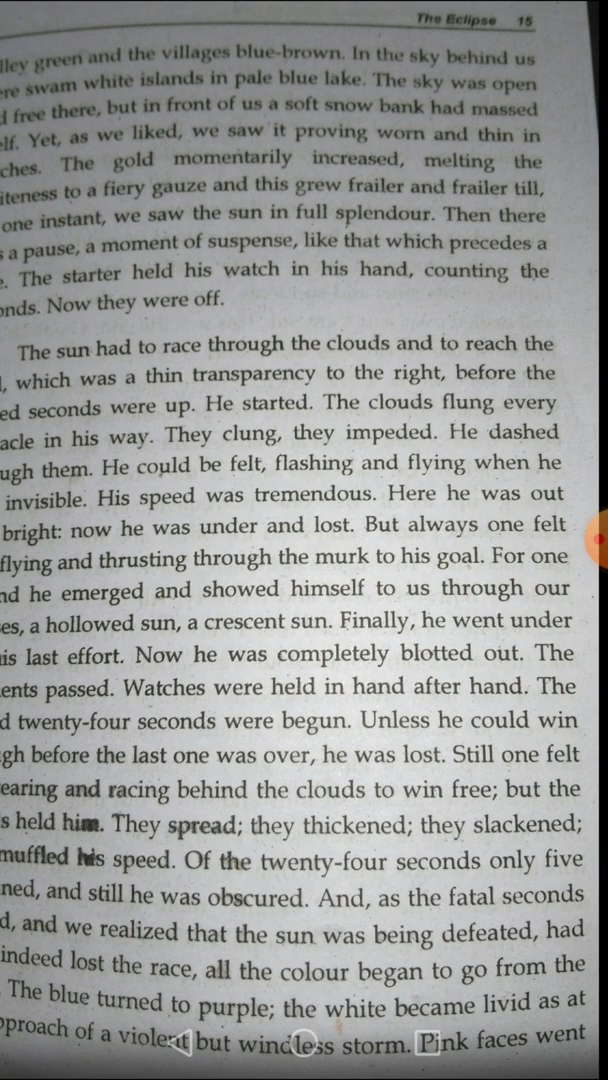 The Eclipse 15
lley green and the villages blue-brown. In the sky behind us
ere swam white islands in pale blue lake. The sky was open
d free there, but in front of us a soft snow bank had massed
elf. Yet, as we liked, we saw it proving worn and thin in
ches. The gold momentarily increased, melting the
iteness to a fiery gauze and this grew frailer and frailer till,
one instant, we saw the sun in full splendour. Then there
s a pause, a moment of suspense, like that which precedes a
e. The starter held his watch in his hand, counting the
onds. Now they were off.
The sun had to race through the clouds and to reach the
l, which was a thin transparency to the right, before the
ed seconds were up. He started. The clouds flung every
acle in his way. They clung, they impeded. He dashed
ugh them. He could be felt, flashing and flying when he
invisible. His speed was tremendous. Here he was out
bright: now he was under and lost. But always one felt
flying and thrusting through the murk to his goal. For one
nd he emerged and showed himself to us through our
es, a hollowed sun, a crescent sun. Finally, he went under
is last effort. Now he was completely blotted out. The
ents passed. Watches were held in hand after hand. The
d twenty-four seconds were begun. Unless he could win
gh before the last one was over, he was lost. Still one felt
earing and racing behind the clouds to win free; but the
s held him. They spread; they thickened; they slackened;
muffled his speed. Of the twenty-four seconds only five
ned, and still he was obscured. And, as the fatal seconds
d, and we realized that the sun was being defeated, had
indeed lost the race, all the colour began to go from the
. The blue turned to purple; the white became livid as at
pproach of a violent but windless storm. Pink faces went